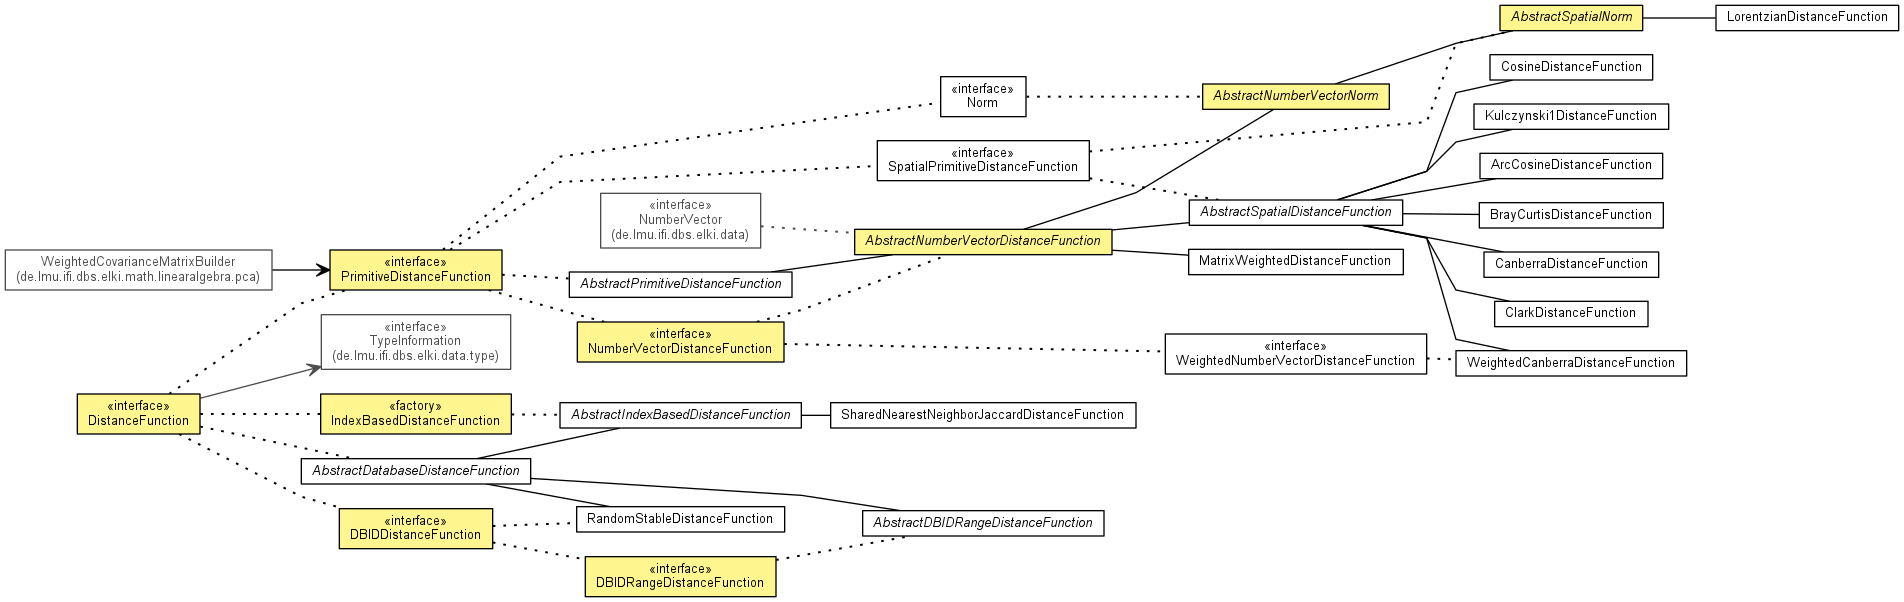 AbstractSpatialNorm
LorentzianDistanceFunction
CosineDistanceFunction
«interface»
Norm
AbstractNumberVectorNorm
Kulczynski1DistanceFunction
«interface»
SpatialPrimitiveDistanceFunction
ArcCosineDistanceFunction
«interface»
NumberVector
(de.lmu.ifi.dbs.elki.data)
AbstractSpatialDistanceFunction
BrayCurtisDistanceFunction
AbstractNumberVectorDistanceFunction
WeightedCovarianceMatrixBuilder
(de.lmu.ifi.dbs.elki.math.linearalgebra.pca)
«interface»
PrimitiveDistanceFunction
MatrixWeightedDistanceFunction
CanberraDistanceFunction
AbstractPrimitiveDistanceFunction
ClarkDistanceFunction
«interface»
TypeInformation
(de.lmu.ifi.dbs.elki.data.type)
«interface»
NumberVectorDistanceFunction
«interface»
WeightedNumberVectorDistanceFunction
WeightedCanberraDistanceFunction
«interface»
DistanceFunction
«factory»
IndexBasedDistanceFunction
AbstractIndexBasedDistanceFunction
SharedNearestNeighborJaccardDistanceFunction
AbstractDatabaseDistanceFunction
«interface»
DBIDDistanceFunction
RandomStableDistanceFunction
AbstractDBIDRangeDistanceFunction
«interface»
DBIDRangeDistanceFunction